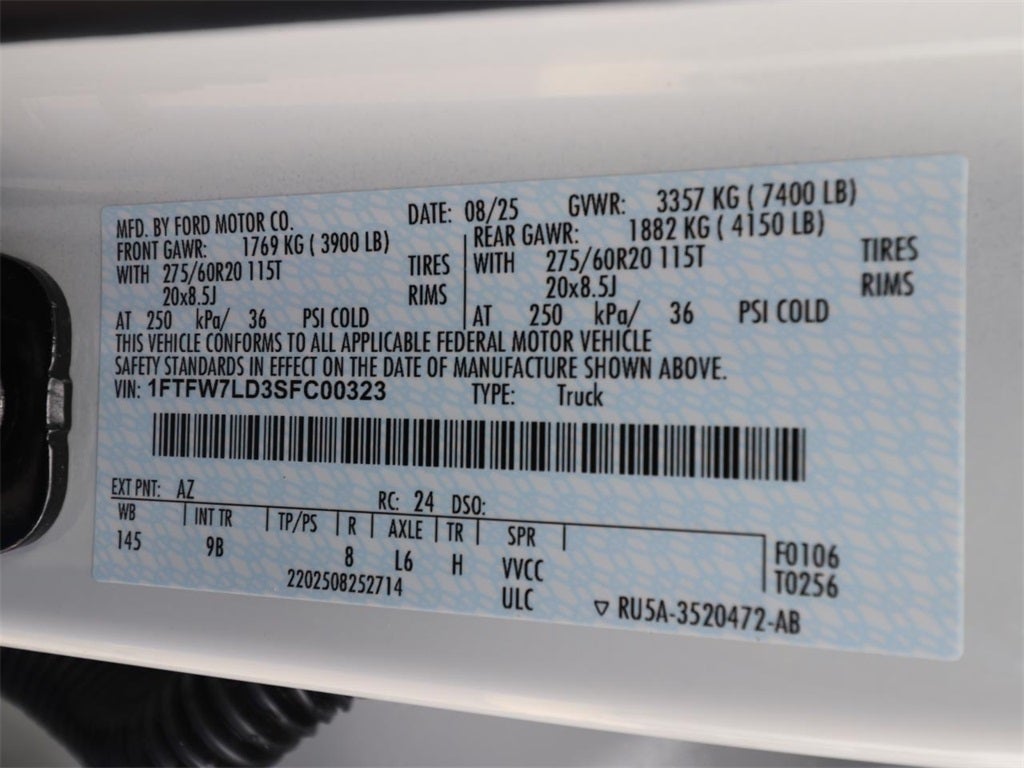 MFD. BY FORD MOTOR CO. DATE: 08/25 GVWR: 3357 KG ( 7400 LB)
FRONT GAWR: 1769 KG ( 3900 LB) REAR GAWR: 1882 KG ( 4150 LB)
WITH 275/60R20 115T TIRES WITH 275/60R20 115T TIRES
20x8.5J RIMS 20x8.5J RIMS
AT 250 kPa/ 36 PSI COLD AT 250 kPa/ 36 PSI COLD
THIS VEHICLE CONFORMS TO ALL APPLICABLE FEDERAL MOTOR VEHICLE
SAFETY STANDARDS IN EFFECT ON THE DATE OF MANUFACTURE SHOWN ABOVE.
VIN: 1FTFW7LD3SFC00323 TYPE: Truck
EXT PNT: AZ RC: 24 DSO:
WB INT TR TP/PS R AXLE TR SPR
145 9B 8 L6 H VVCC F0106
2202508252714 ULC T0256
▽ RU5A-3520472-AB